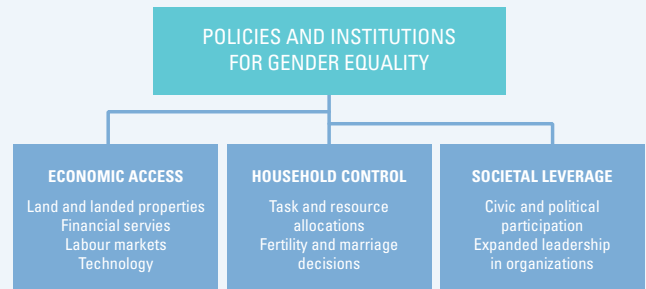 POLICIES AND INSTITUTIONS
FOR GENDER EQUALITY
ECONOMIC ACCESS
Land and landed properties
Financial servies
Labour markets
Technology
HOUSEHOLD CONTROL
Task and resource
allocations
Fertility and marriage
decisions
SOCIETAL LEVERAGE
Civic and political
participation
Expanded leadership
in organizations